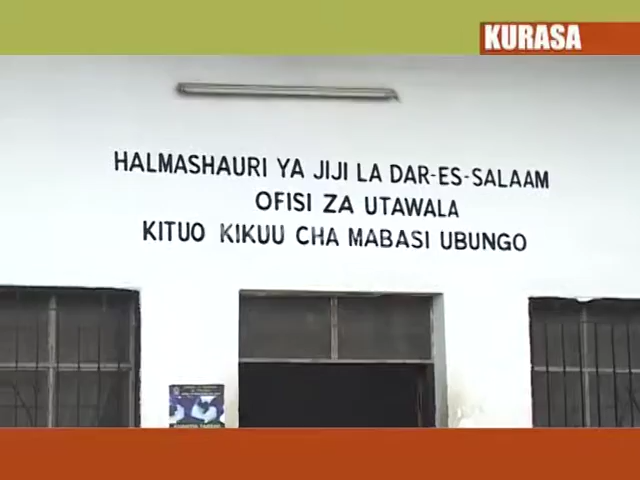 KURASA
HALMASHAURI YA JIJI LA DAR-ES-SALAAM
OFISI ZA UTAWALA
KITUO KIKUU CHA MABASI UBUNGO